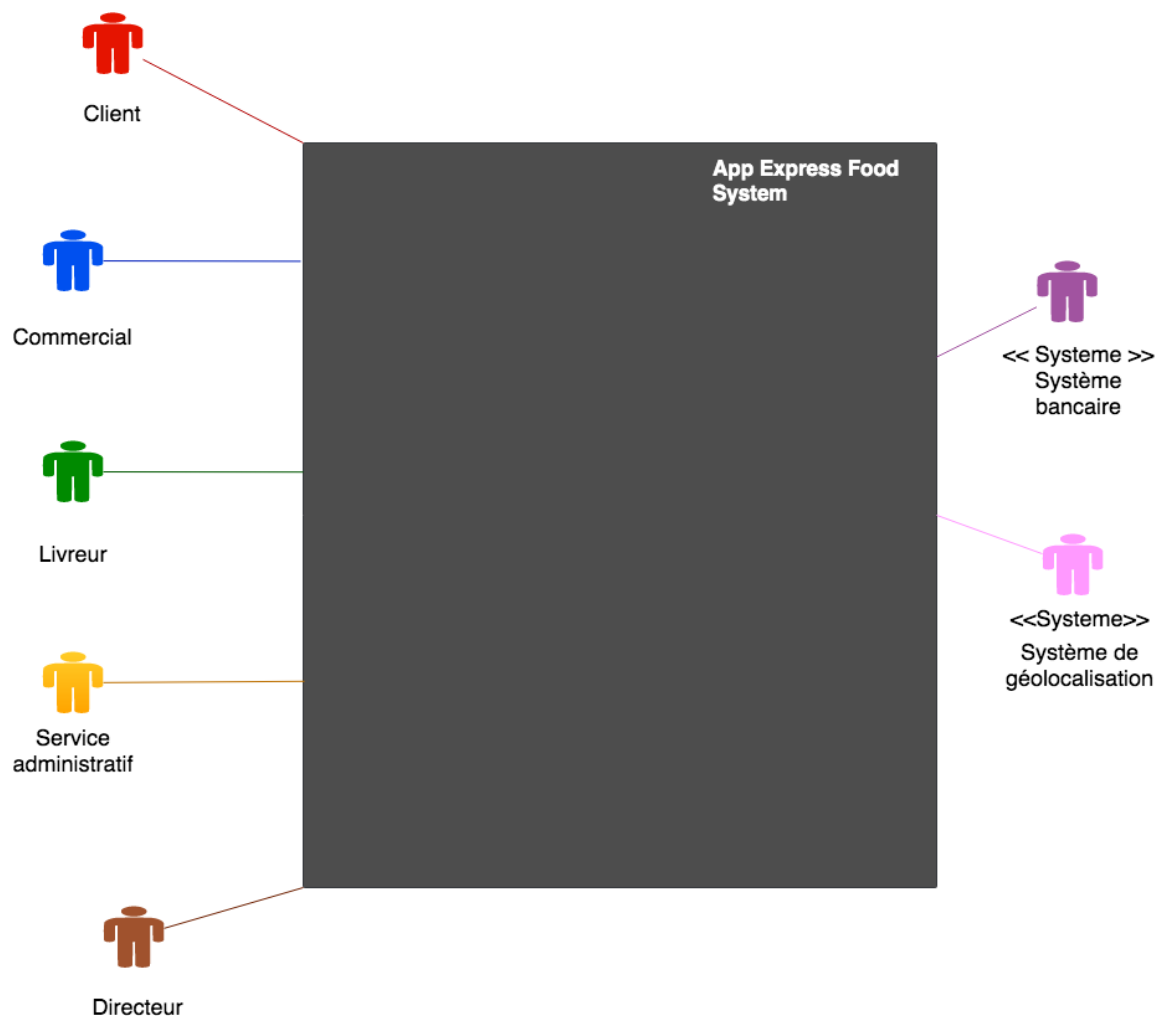 Client
App Express Food
System
Commercial
<< Systeme >>
Système
bancaire
Livreur
<<Systeme>>
Système de
géolocalisation
Service
administratif
Directeur